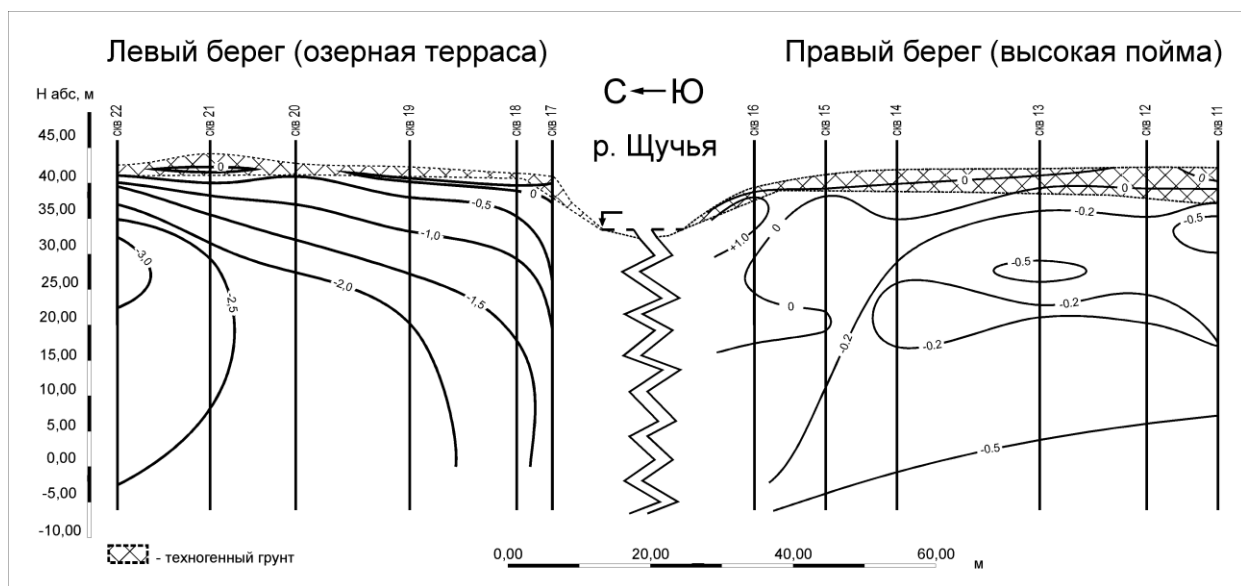 Левый берег (озерная терраса)
Правый берег (высокая пойма)
С Ю
р. Щучья
Н абс, м
45,00
40,00
35,00
30,00
25,00
20,00
15,00
10,00
5,00
0,00
-5,00
-10,00
скв 22
скв 21
скв 20
скв 19
скв 18
скв 17
скв 16
скв 15
скв 14
скв 13
скв 12
скв 11
0
0
-0,5
-1,0
-1,5
-2,0
-2,5
-3,0
0
0
0
-0.2
-0.5
+1.0
0
-0.5
0
-0.2
-0.2
-0.2
-0.5
- техногенный грунт
0,00 20,00 40,00 60,00
м